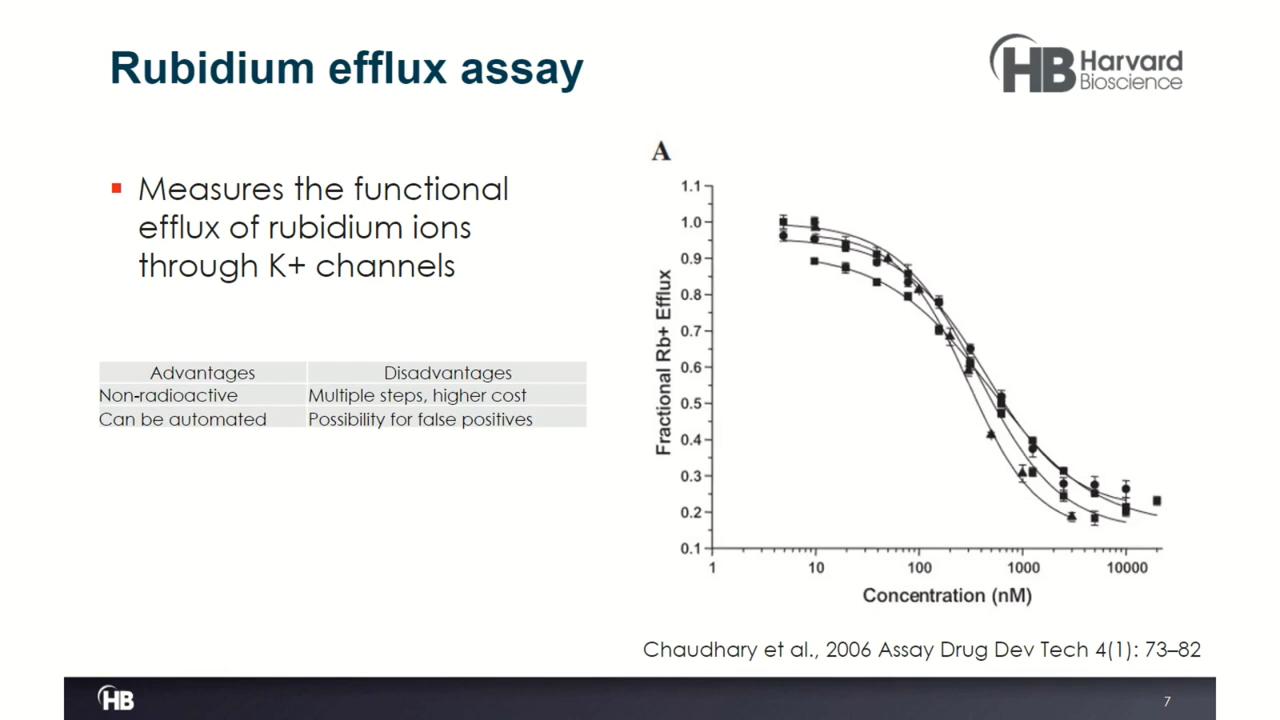 Rubidium efflux assay
HB Harvard
Bioscience
Measures the functional
efflux of rubidium ions
through K+ channels
Advantages Disadvantages
Non-radioactive Multiple steps, higher cost
Can be automated Possibility for false positives
A
1.1
1.0
0.9
0.8
0.7
0.6
0.5
0.4
0.3
0.2
0.1
Fractional Rb+ Efflux
1 10 100 1000 10000
Concentration (nM)
Chaudhary et al., 2006 Assay Drug Dev Tech 4(1): 73–82
HB
7